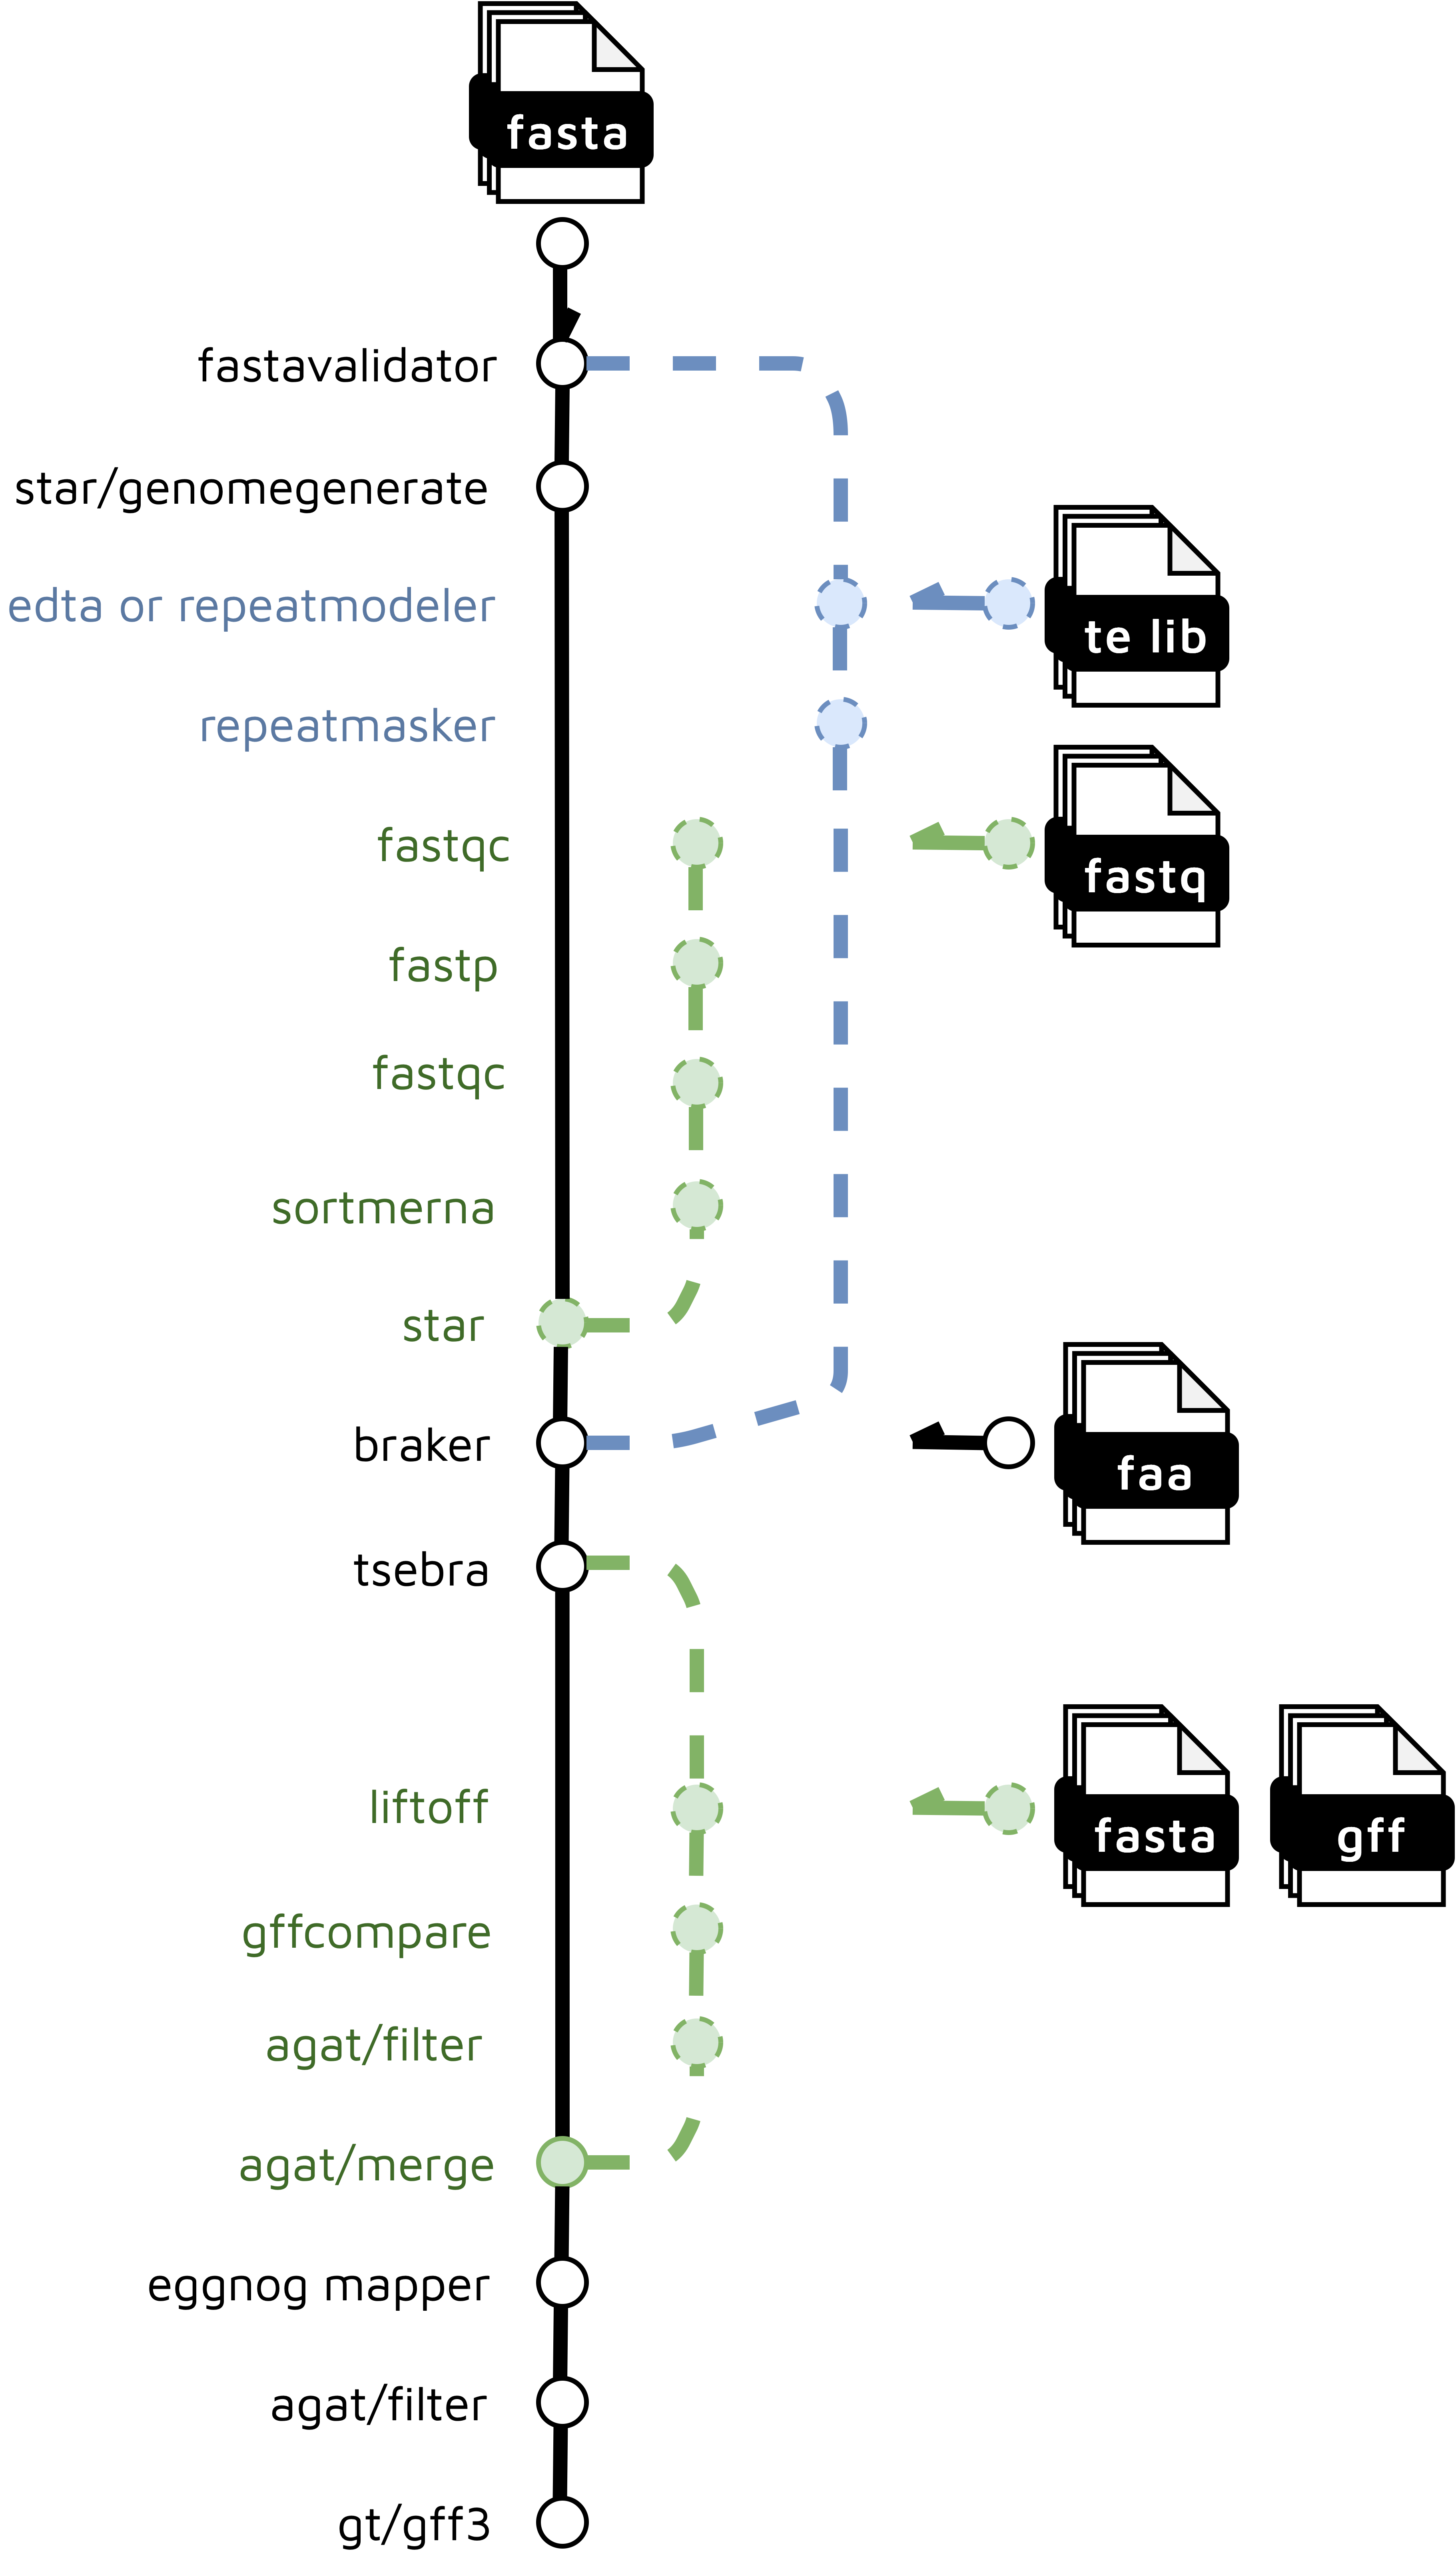 fasta
fastavalidator
star/genomegenerate
edta or repeatmodeler
te lib
repeatmasker
fastqc
fastq
fastp
fastqc
sortmerna
star
braker
faa
tsebra
liftoff
fasta
gff
gffcompare
agat/filter
agat/merge
eggnog mapper
agat/filter
gt/gff3